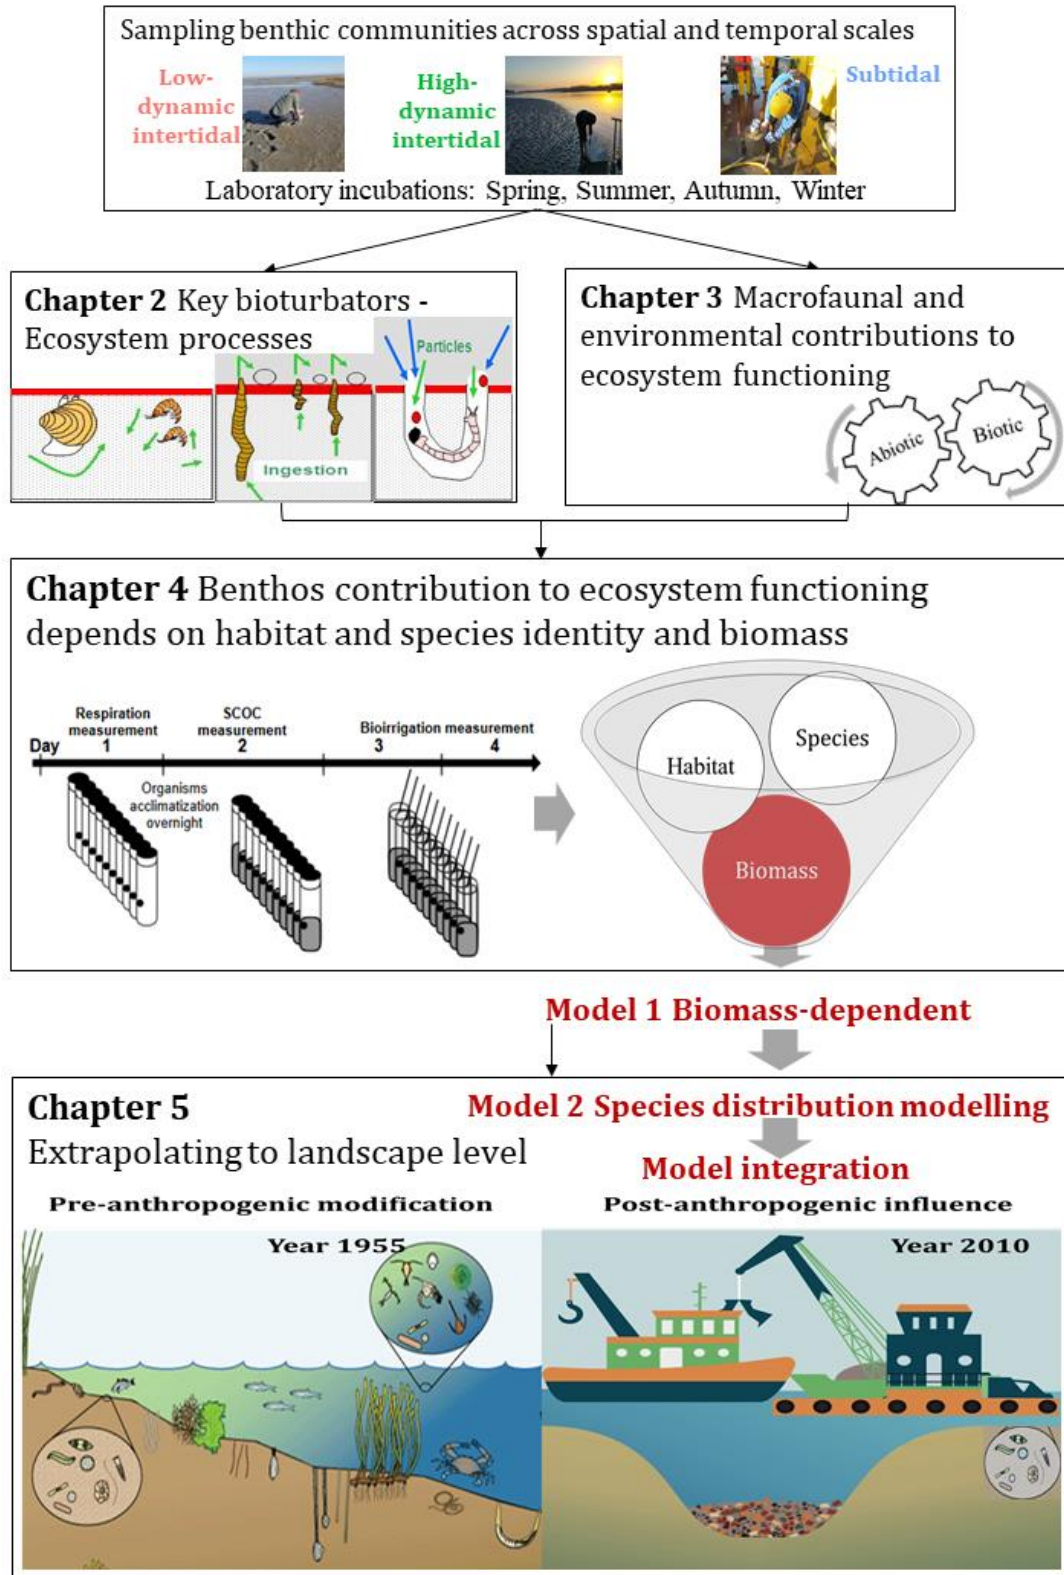 Sampling benthic communities across spatial and temporal scales
Low-
dynamic
intertidal
High-
dynamic
intertidal
Subtidal
Laboratory incubations: Spring, Summer, Autumn, Winter
Chapter 2 Key bioturbators -
Ecosystem processes
Particles
Ingestion
Chapter 3 Macrofaunal and
environmental contributions to
ecosystem functioning
Abiotic
Biotic
Chapter 4 Benthos contribution to ecosystem functioning
depends on habitat and species identity and biomass
Respiration
measurement
SCOC
measurement
Bioirrigation measurement
Day 1 2 3 4
Organisms
acclimatization
overnight
Habitat
Species
Biomass
Model 1 Biomass-dependent
Chapter 5
Extrapolating to landscape level
Model 2 Species distribution modelling
Model integration
Pre-anthropogenic modification
Year 1955
Post-anthropogenic influence
Year 2010